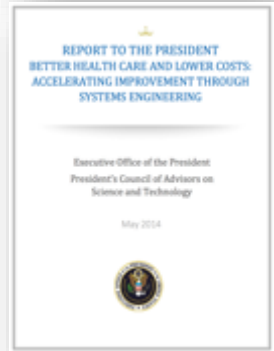 REPORT TO THE PRESIDENT
BETTER HEALTH CARE AND LOWER COSTS:
ACCELERATING IMPROVEMENT THROUGH
SYSTEMS ENGINEERING
Executive Office of the President
President's Council of Advisors on
Science and Technology
May 2014